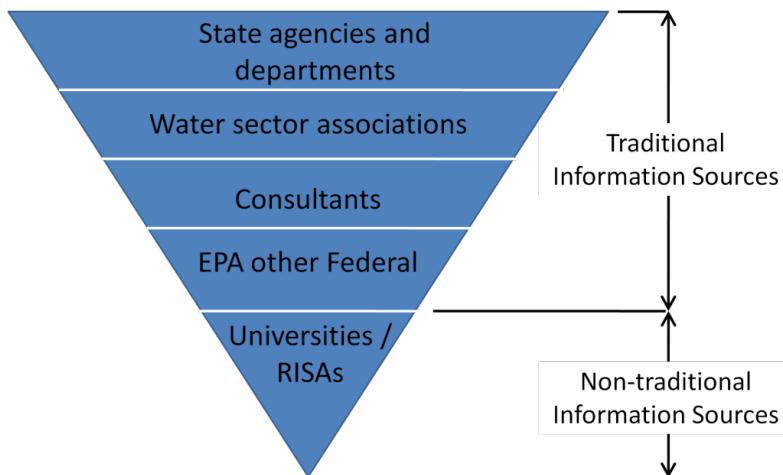 State agencies and
departments
Water sector associations
Consultants
EPA other Federal
Universities /
RISAs
Traditional
Information Sources
Non-traditional
Information Sources